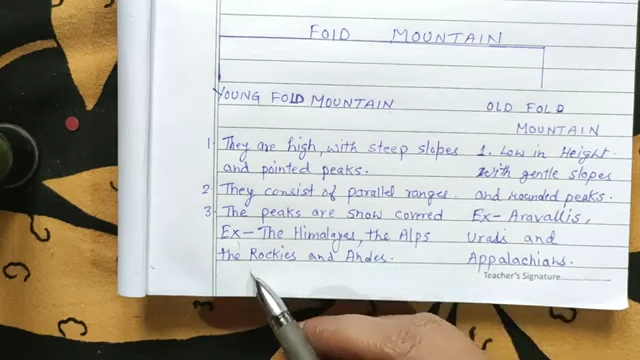 FOLD MOUNTAIN
YOUNG FOLD MOUNTAIN
1. They are high, with steep slopes
and pointed peaks.
2. They consist of parallel ranges.
3. The peaks are snow covered
Ex- The Himalayas, the Alps
the Rockies and Andes.
OLD FOLD
MOUNTAIN
1. Low in Height.
with gentle slopes
and rounded peaks.
Ex- Aravallis,
Urals and
Appalachians.
Teacher's Signature....................